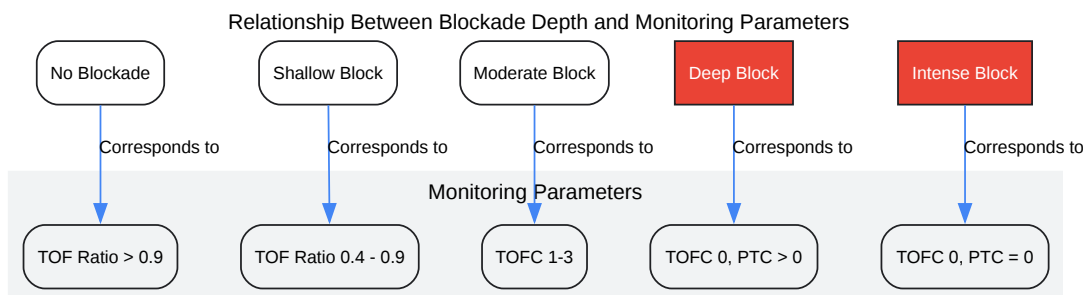 Relationship Between Blockade Depth and Monitoring Parameters
No Blockade
Shallow Block
Moderate Block
Deep Block
Intense Block
Corresponds to
Corresponds to
Corresponds to
Corresponds to
Corresponds to
Monitoring Parameters
TOF Ratio > 0.9
TOF Ratio 0.4 - 0.9
TOFC 1-3
TOFC 0, PTC > 0
TOFC 0, PTC = 0